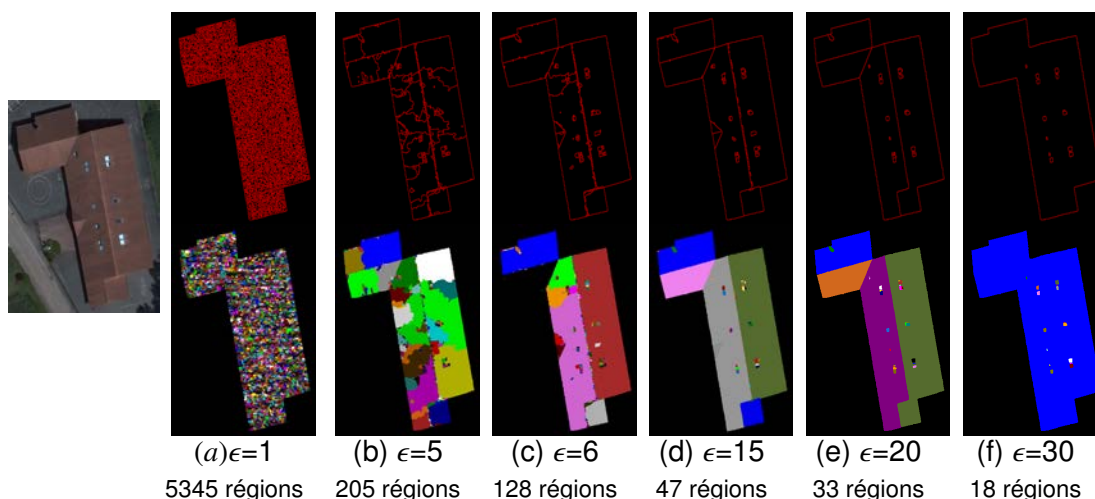 (a)ϵ=1 (b) ϵ=5 (c) ϵ=6 (d) ϵ=15 (e) ϵ=20 (f) ϵ=30
5345 régions 205 régions 128 régions 47 régions 33 régions 18 régions